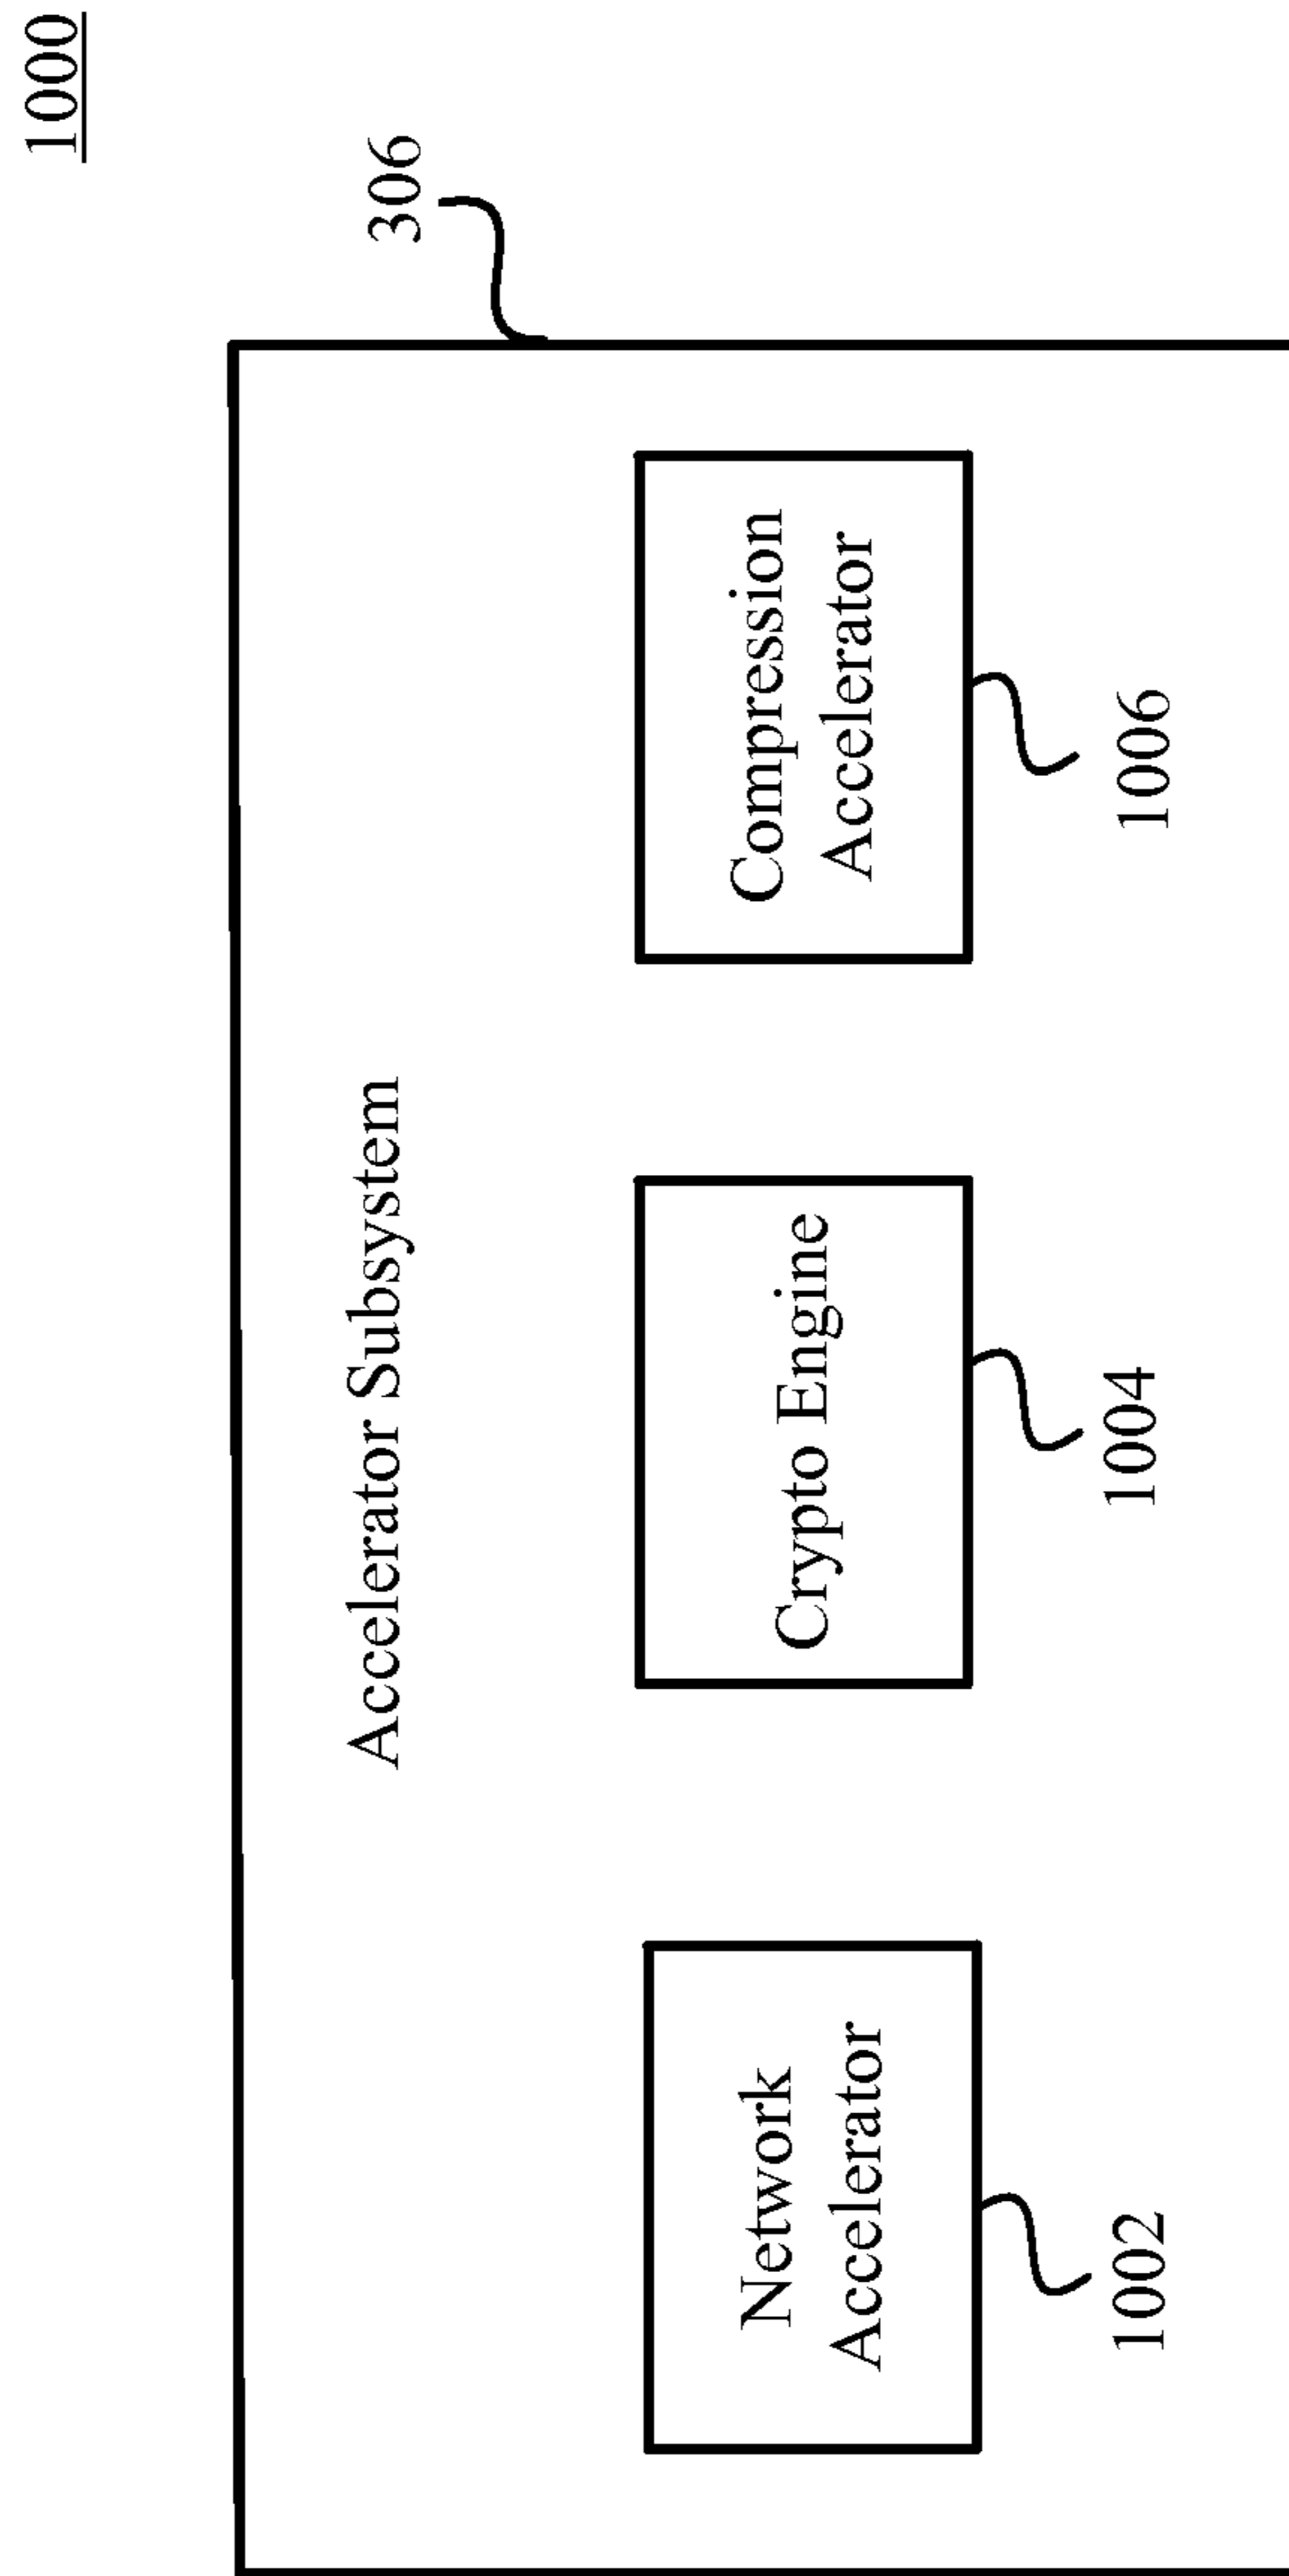 1000
306
Accelerator Subsystem
Network
Accelerator
Crypto Engine
Compression
Accelerator
1002
1004
1006